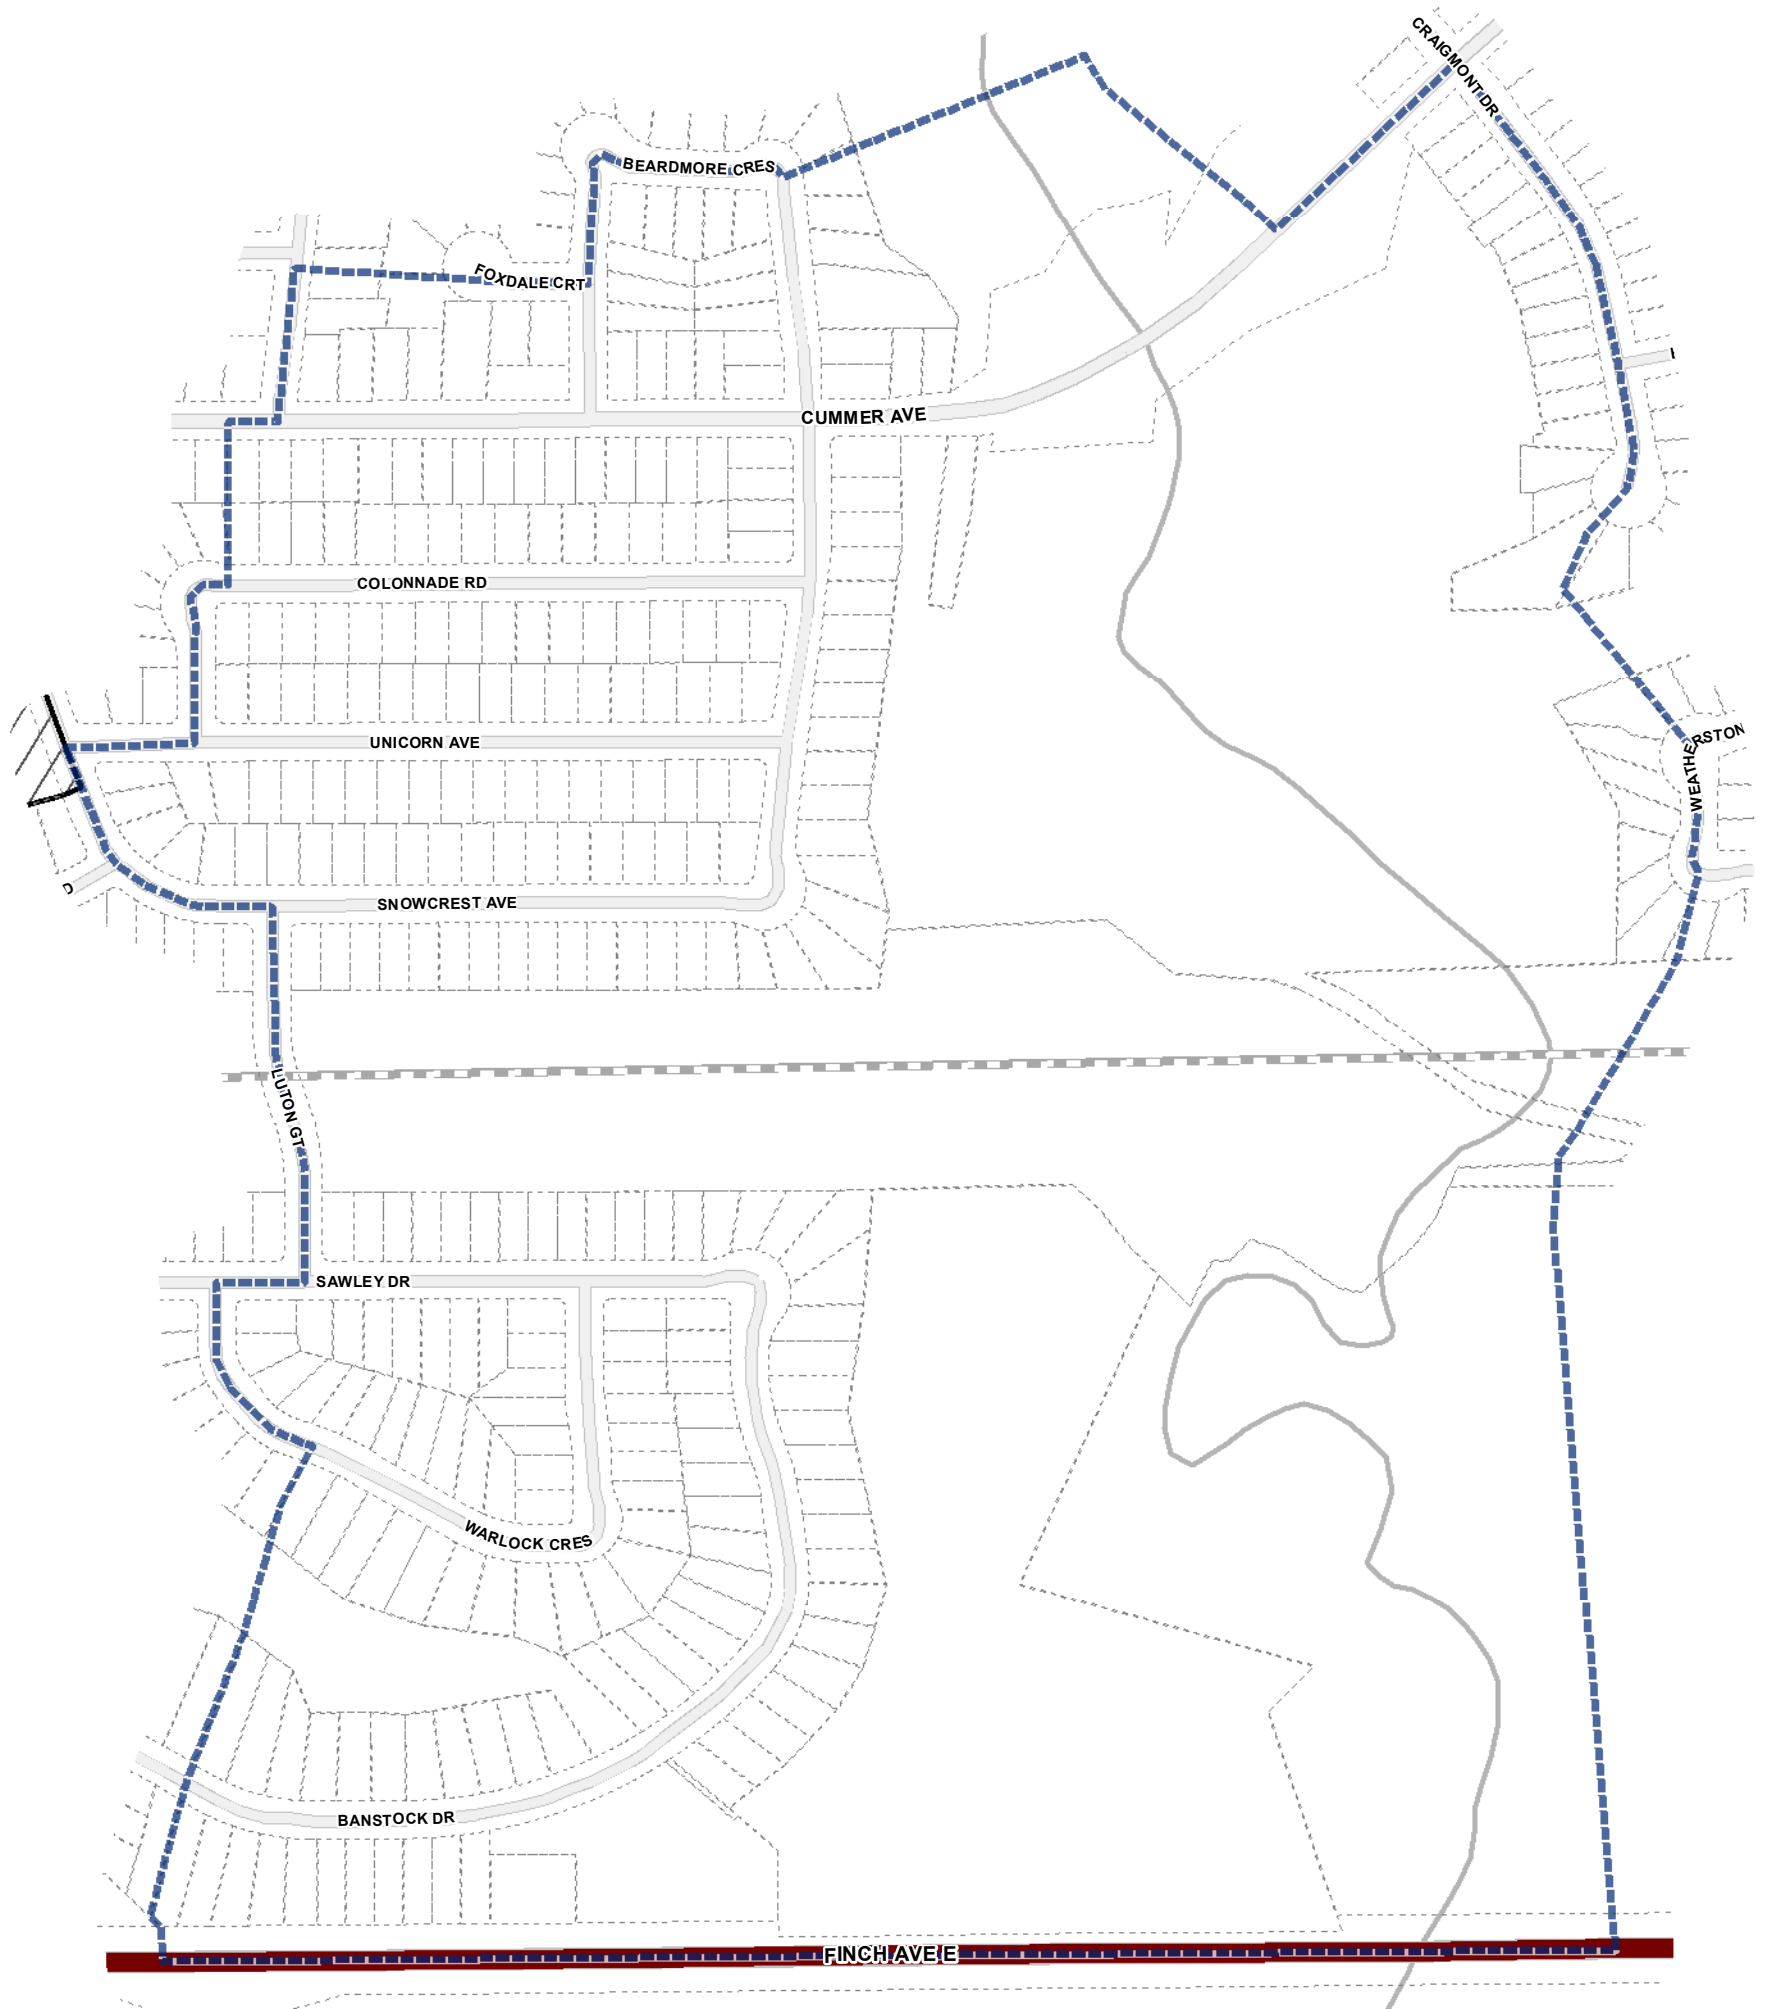 CRAIGMONT DR
BEARDMORE CRES
FOXDALE CRT
CUMMER AVE
COLONNADE RD
UNICORN AVE
WEATHERSTON
D
SNOWCREST AVE
LUTON GT
SAWLEY DR
WARLOCK CRES
BANSTOCK DR
FINCH AVE E